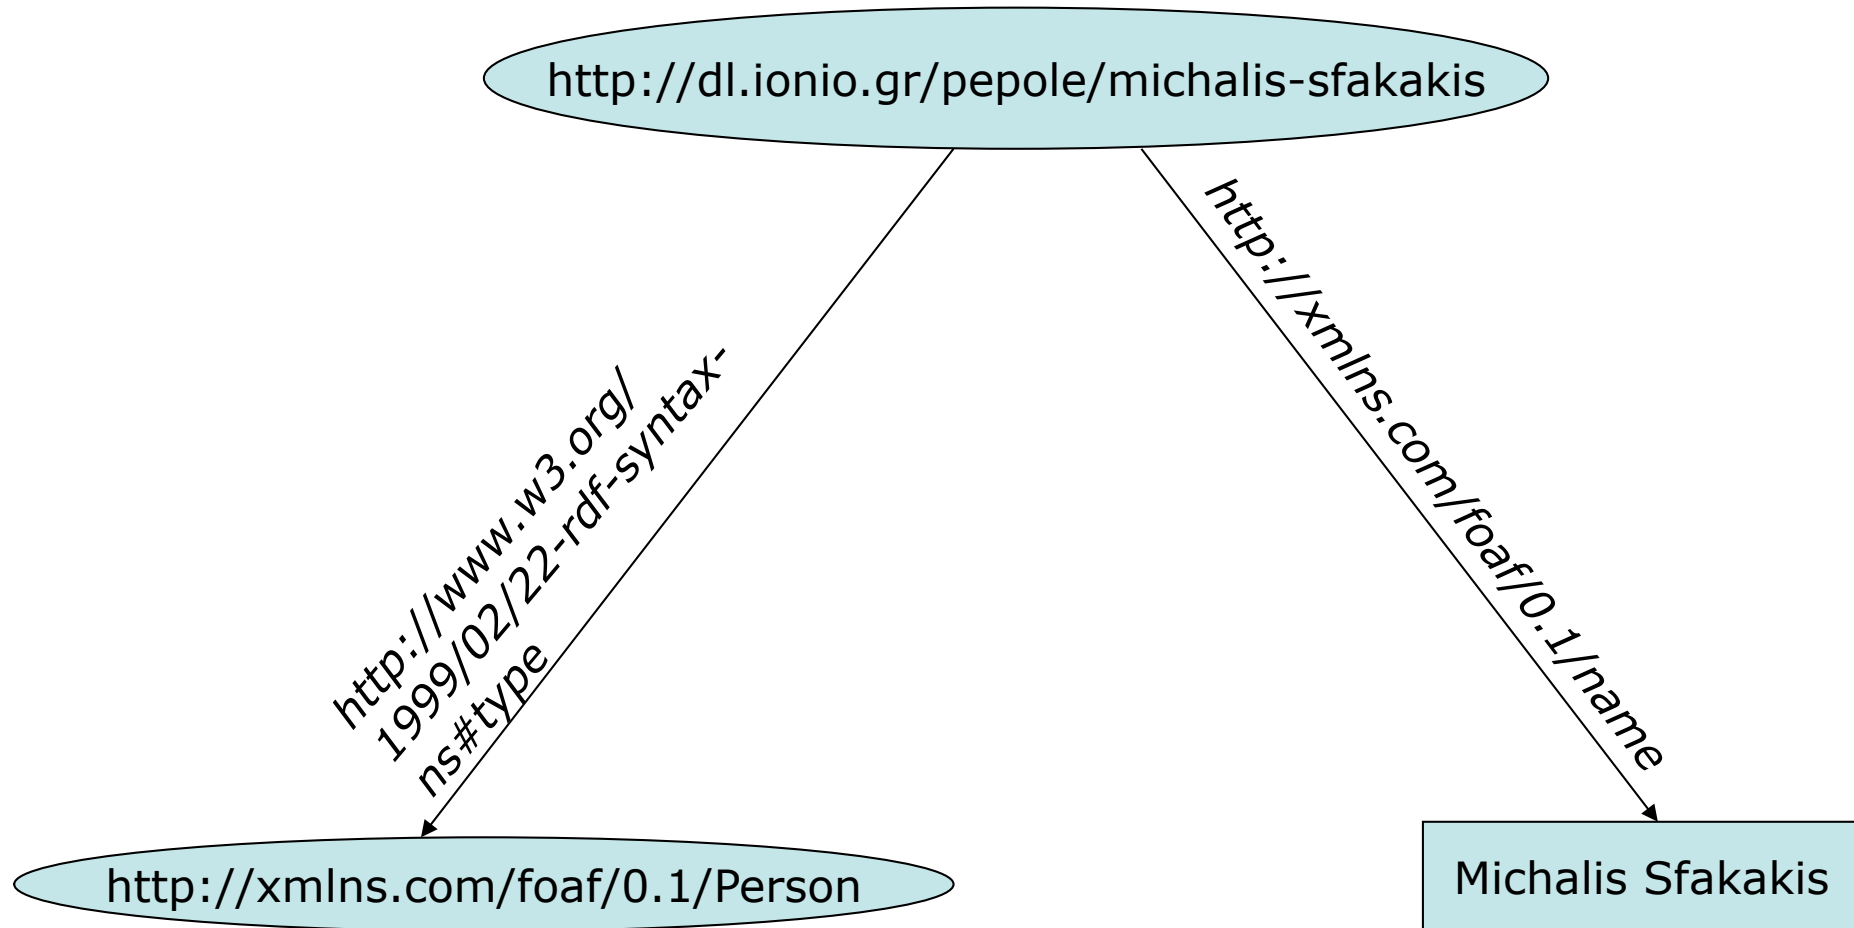 http://dl.ionio.gr/pepole/michalis-sfakakis
http://www.w3.org/
1999/02/22-rdf-syntax-
ns#type
http://xmlns.com/foaf/0.1/name
http://xmlns.com/foaf/0.1/Person
Michalis Sfakakis